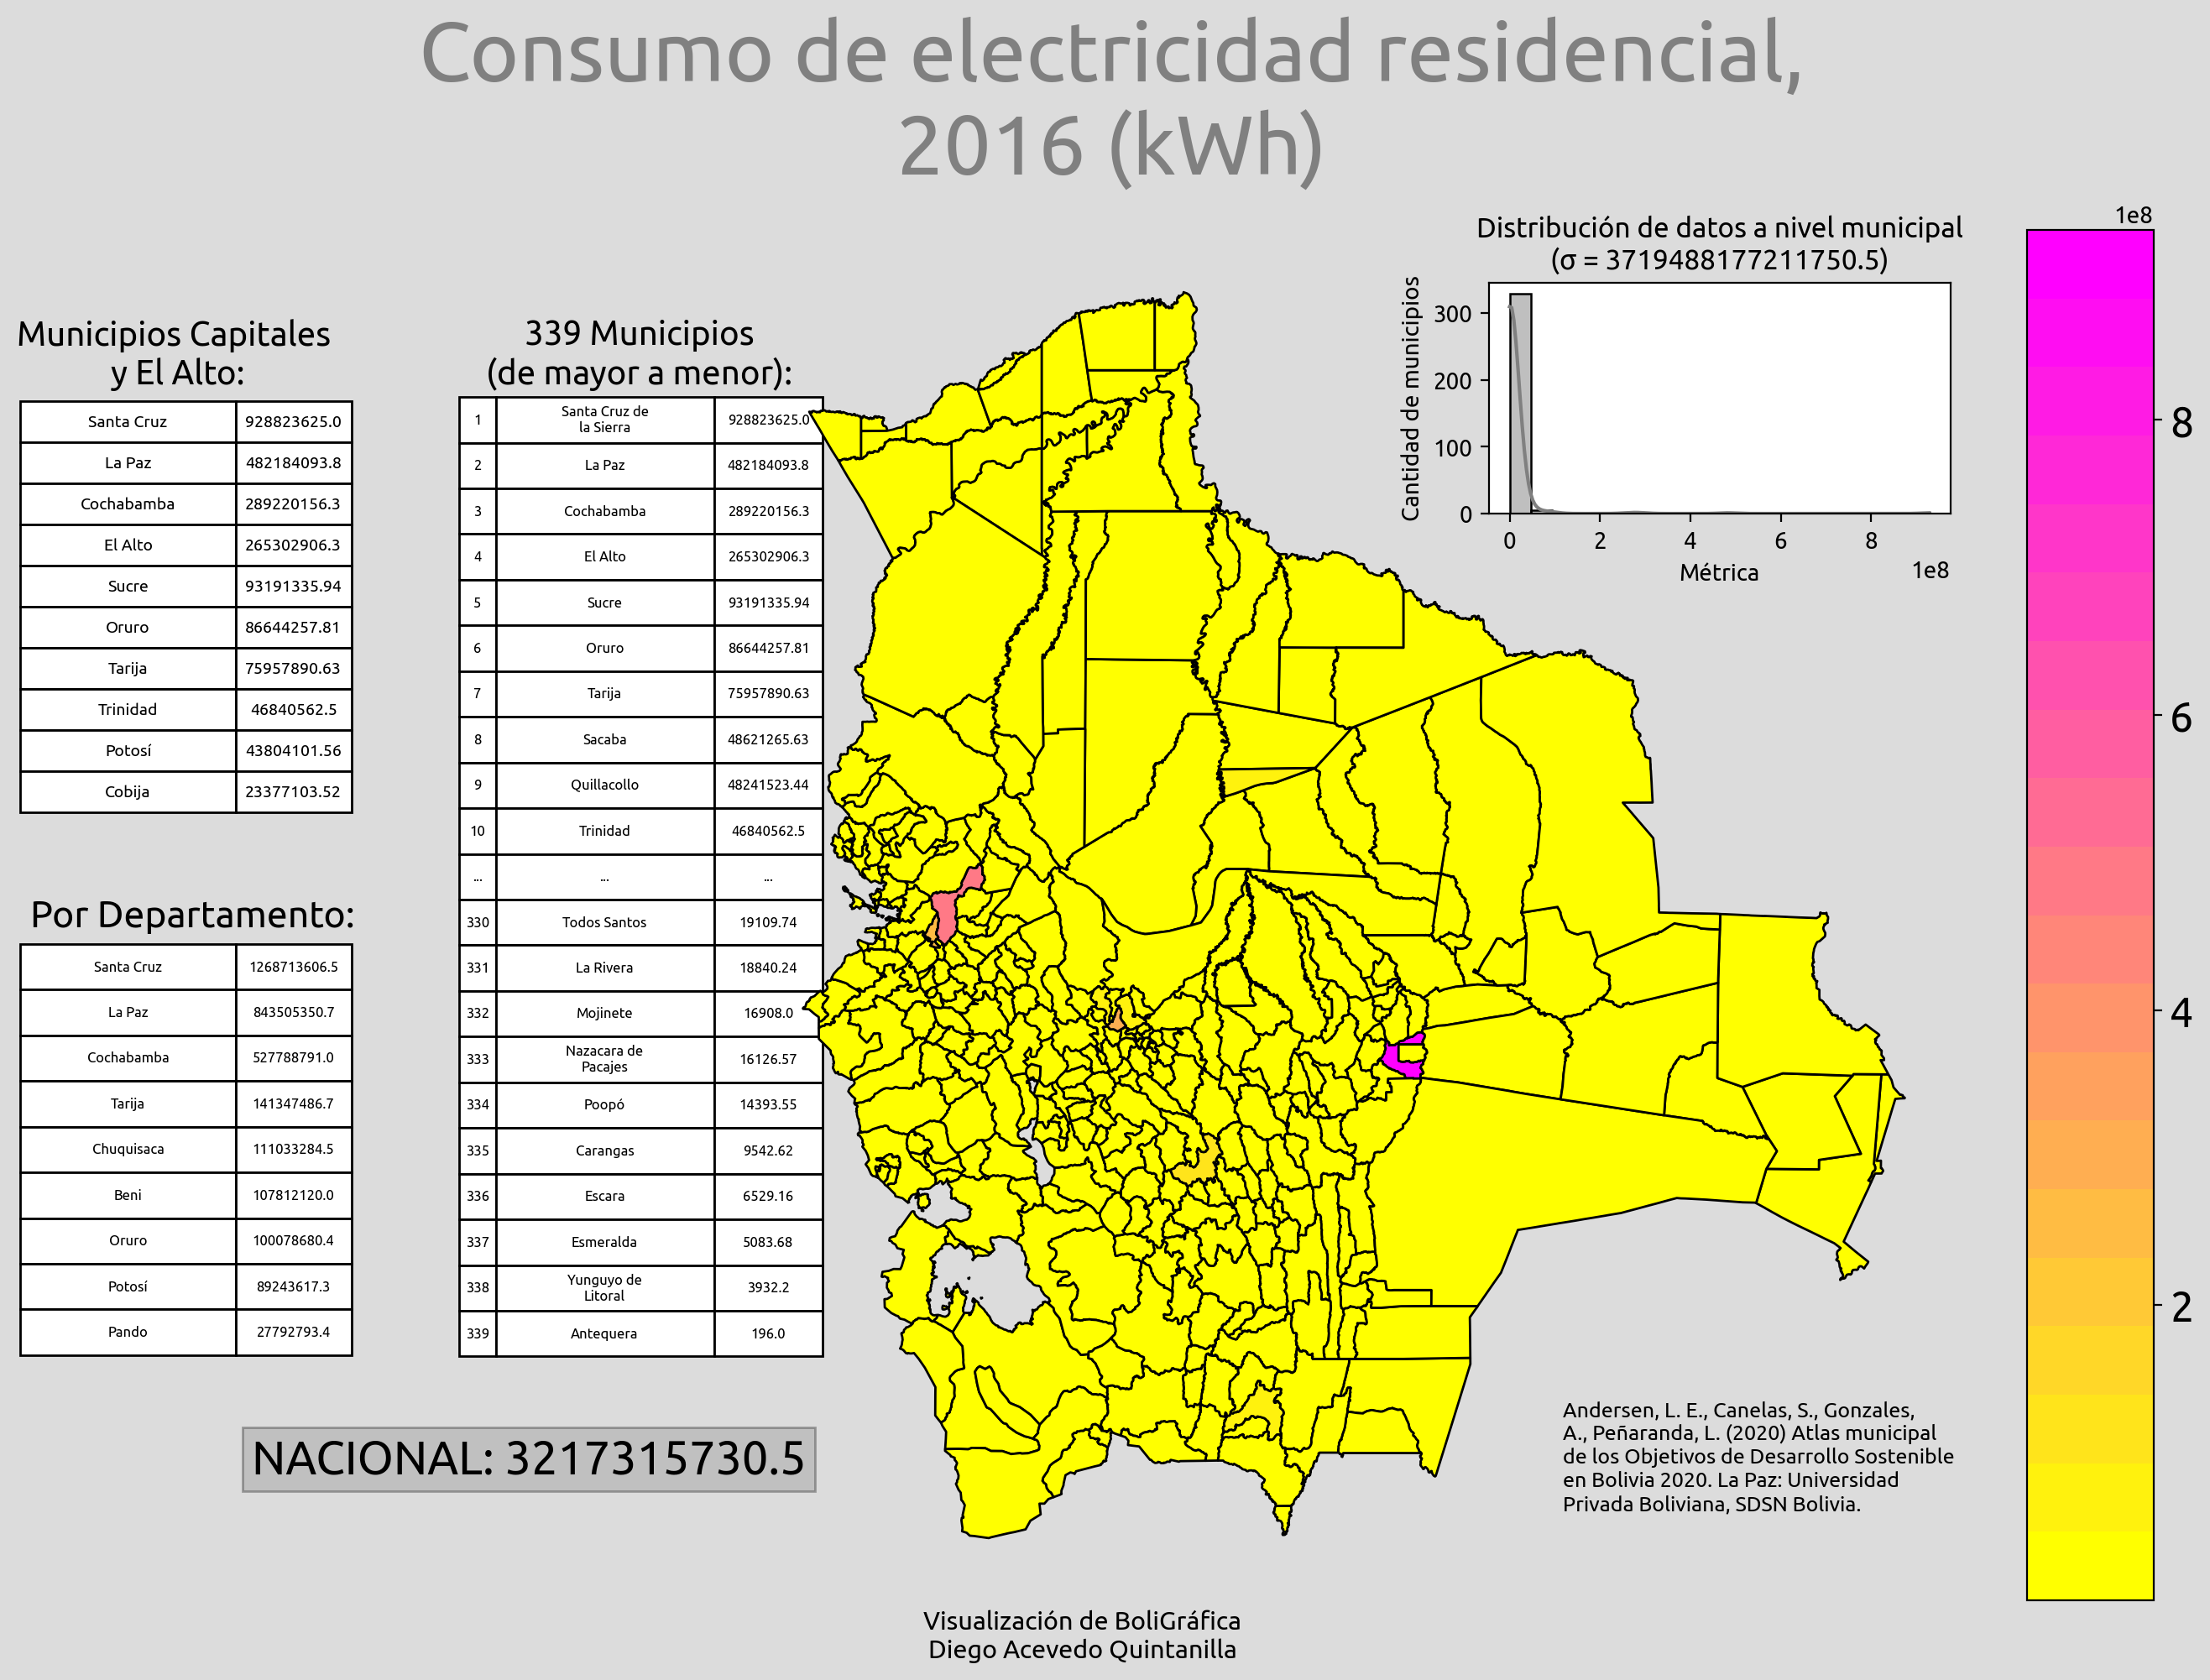 Consumo de electricidad residencial,
2016 (kWh)
Municipios Capitales
y El Alto:
Santa Cruz 928823625.0
La Paz 482184093.8
Cochabamba 289220156.3
El Alto 265302906.3
Sucre 93191335.94
Oruro 86644257.81
Tarija 75957890.63
Trinidad 46840562.5
Potosí 43804101.56
Cobija 23377103.52
Por Departamento:
Santa Cruz 1268713606.5
La Paz 843505350.7
Cochabamba 527788791.0
Tarija 141347486.7
Chuquisaca 111033284.5
Beni 107812120.0
Oruro 100078680.4
Potosí 89243617.3
Pando 27792793.4
339 Municipios
(de mayor a menor):
1 Santa Cruz de
la Sierra 928823625.0
2 La Paz 482184093.8
3 Cochabamba 289220156.3
4 El Alto 265302906.3
5 Sucre 93191335.94
6 Oruro 86644257.81
7 Tarija 75957890.63
8 Sacaba 48621265.63
9 Quillacollo 48241523.44
10 Trinidad 46840562.5
... ... ...
330 Todos Santos 19109.74
331 La Rivera 18840.24
332 Mojinete 16908.0
333 Nazacara de
Pacajes 16126.57
334 Poopó 14393.55
335 Carangas 9542.62
336 Escara 6529.16
337 Esmeralda 5083.68
338 Yunguyo de
Litoral 3932.2
339 Antequera 196.0
NACIONAL: 3217315730.5
Distribución de datos a nivel municipal
(σ = 3719488177211750.5)
Cantidad de municipios
300
200
100
0
0 2 4 6 8
Métrica
1e8
1e8
8
6
4
2
Andersen, L. E., Canelas, S., Gonzales,
A., Peñaranda, L. (2020) Atlas municipal
de los Objetivos de Desarrollo Sostenible
en Bolivia 2020. La Paz: Universidad
Privada Boliviana, SDSN Bolivia.
Visualización de BoliGráfica
Diego Acevedo Quintanilla